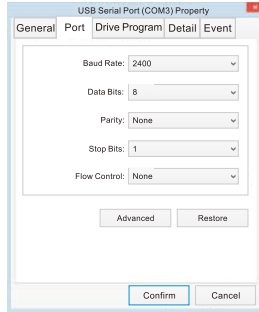 USB Serial Port (COM3) Property
General Port Drive Program Detail Event
Baud Rate: 2400
Data Bits: 8
Parity: None
Stop Bits: 1
Flow Control: None
Advanced Restore
Confirm Cancel